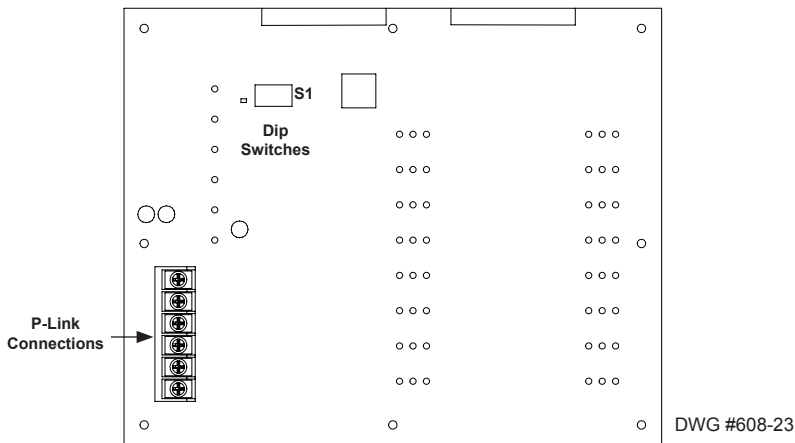 S1
Dip
Switches
P-Link
Connections
DWG #608-23